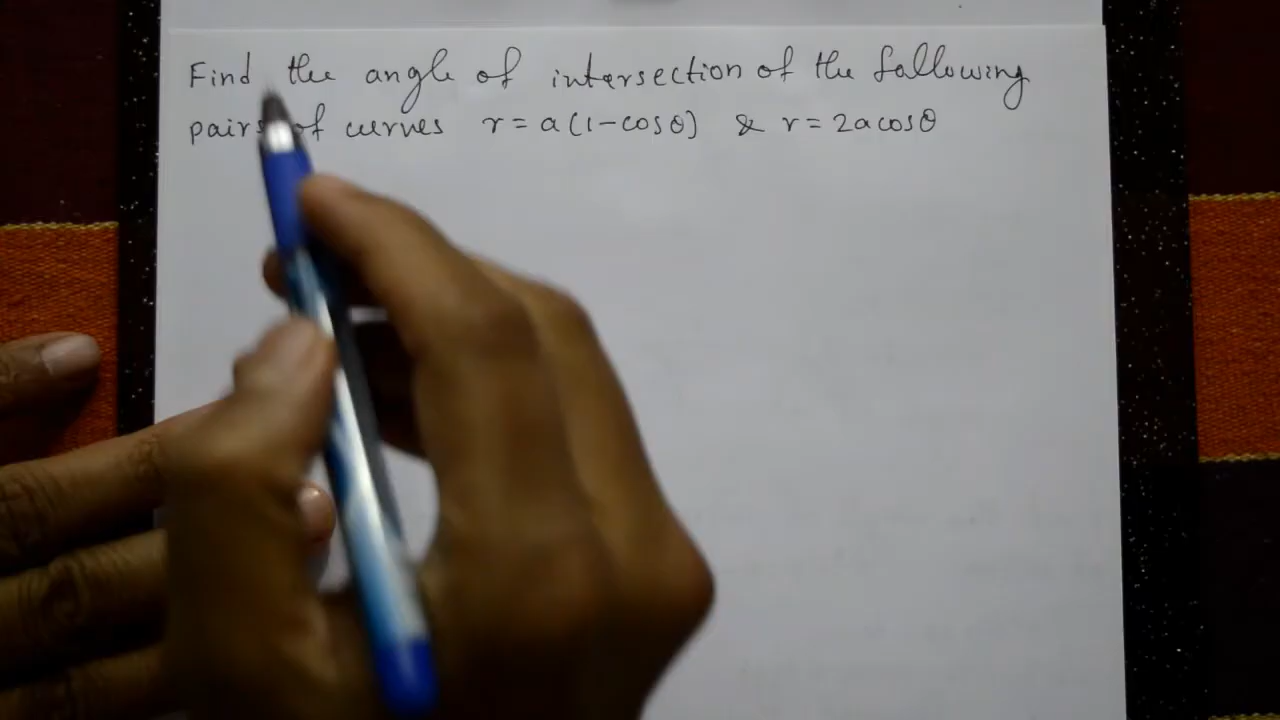 Find the angle of intersection of the following
pairs of curves r = a(1-cosθ) & r = 2acosθ